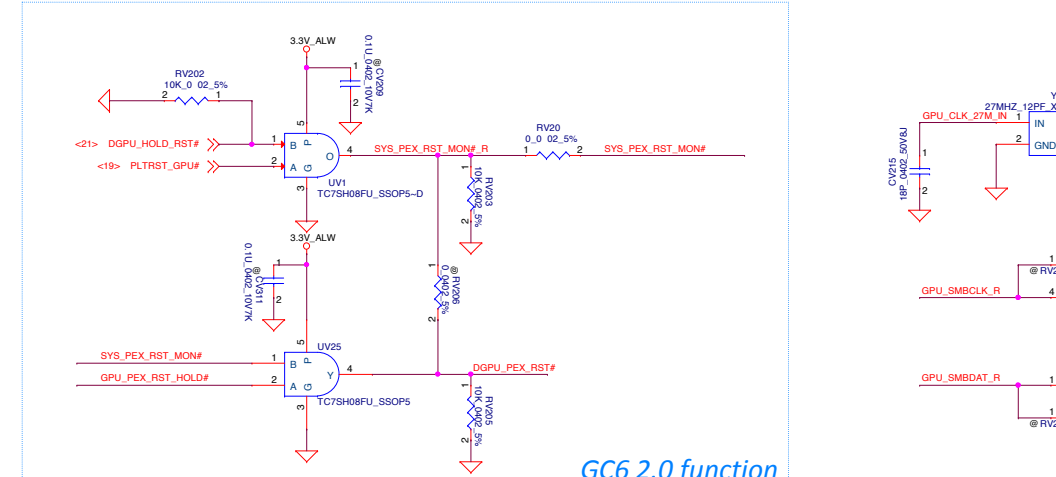 3.3V_ALW
0.1U_0402_10V7K
@ CV209
1
2
RV202
10K_0 02_5%
2
1
5
<21> DGPU_HOLD_RST#
1
B
P
<19> PLTRST_GPU#
2
A
G
O
4
3
UV1
TC7SH08FU_SSOP5~D
SYS_PEX_RST_MON#_R
RV20
0_0 02_5%
1
2
SYS_PEX_RST_MON#
1
RV203
10K_0402_5%
2
3.3V_ALW
0.1U_0402_10V7K
@ CV311
1
2
1
@ RV206
0_0402_5%
2
5
UV25
SYS_PEX_RST_MON#
1
B
P
GPU_PEX_RST_HOLD#
2
A
G
Y
4
3
TC7SH08FU_SSOP5
DGPU_PEX_RST#
1
RV205
10K_0402_5%
2
GC6 2.0 function
Y
27MHZ_12PF_X
GPU_CLK_27M_IN
1
IN
2
GND
CV215
18P_0402_50V8J
1
2
1
@ RV2
GPU_SMBCLK_R
4
GPU_SMBDAT_R
1
1
@ RV2